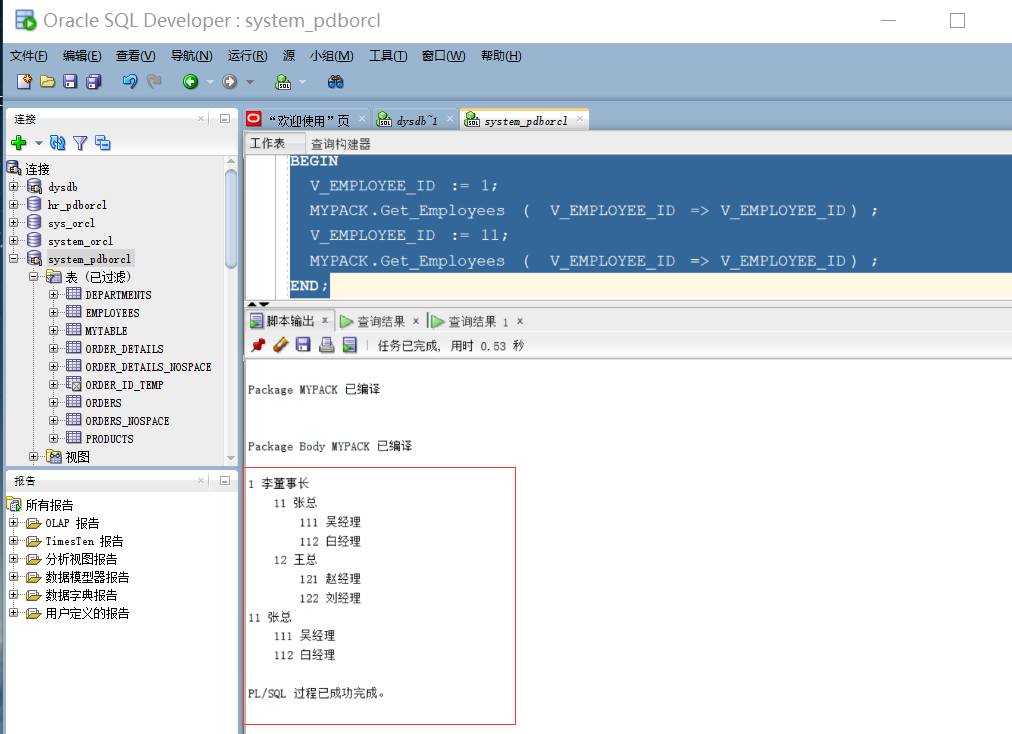 Oracle SQL Developer : system_pdborcl
文件(F) 编辑(E) 查看(V) 导航(N) 运行(R) 源 小组(M) 工具(T) 窗口(W) 帮助(H)
连接
连接
dysdb
hr_pdborcl
sys_orcl
system_orcl
system_pdborcl
表 (已过滤)
DEPARTMENTS
EMPLOYEES
MYTABLE
ORDER_DETAILS
ORDER_DETAILS_NOSPACE
ORDER_ID_TEMP
ORDERS
ORDERS_NOSPACE
PRODUCTS
视图
报告
所有报告
OLAP 报告
TimesTen 报告
分析视图报告
数据模型器报告
数据字典报告
用户定义的报告
“欢迎使用”页 dysdb~1 system_pdborcl
工作表 查询构建器
BEGIN
V_EMPLOYEE_ID := 1;
MYPACK.Get_Employees ( V_EMPLOYEE_ID => V_EMPLOYEE_ID) ;
V_EMPLOYEE_ID := 11;
MYPACK.Get_Employees ( V_EMPLOYEE_ID => V_EMPLOYEE_ID) ;
END;
脚本输出 x 查询结果 x 查询结果 1 x
任务已完成, 用时 0.53 秒
Package MYPACK 已编译
Package Body MYPACK 已编译
1 李董事长
11 张总
111 吴经理
112 白经理
12 王总
121 赵经理
122 刘经理
11 张总
111 吴经理
112 白经理
PL/SQL 过程已成功完成。